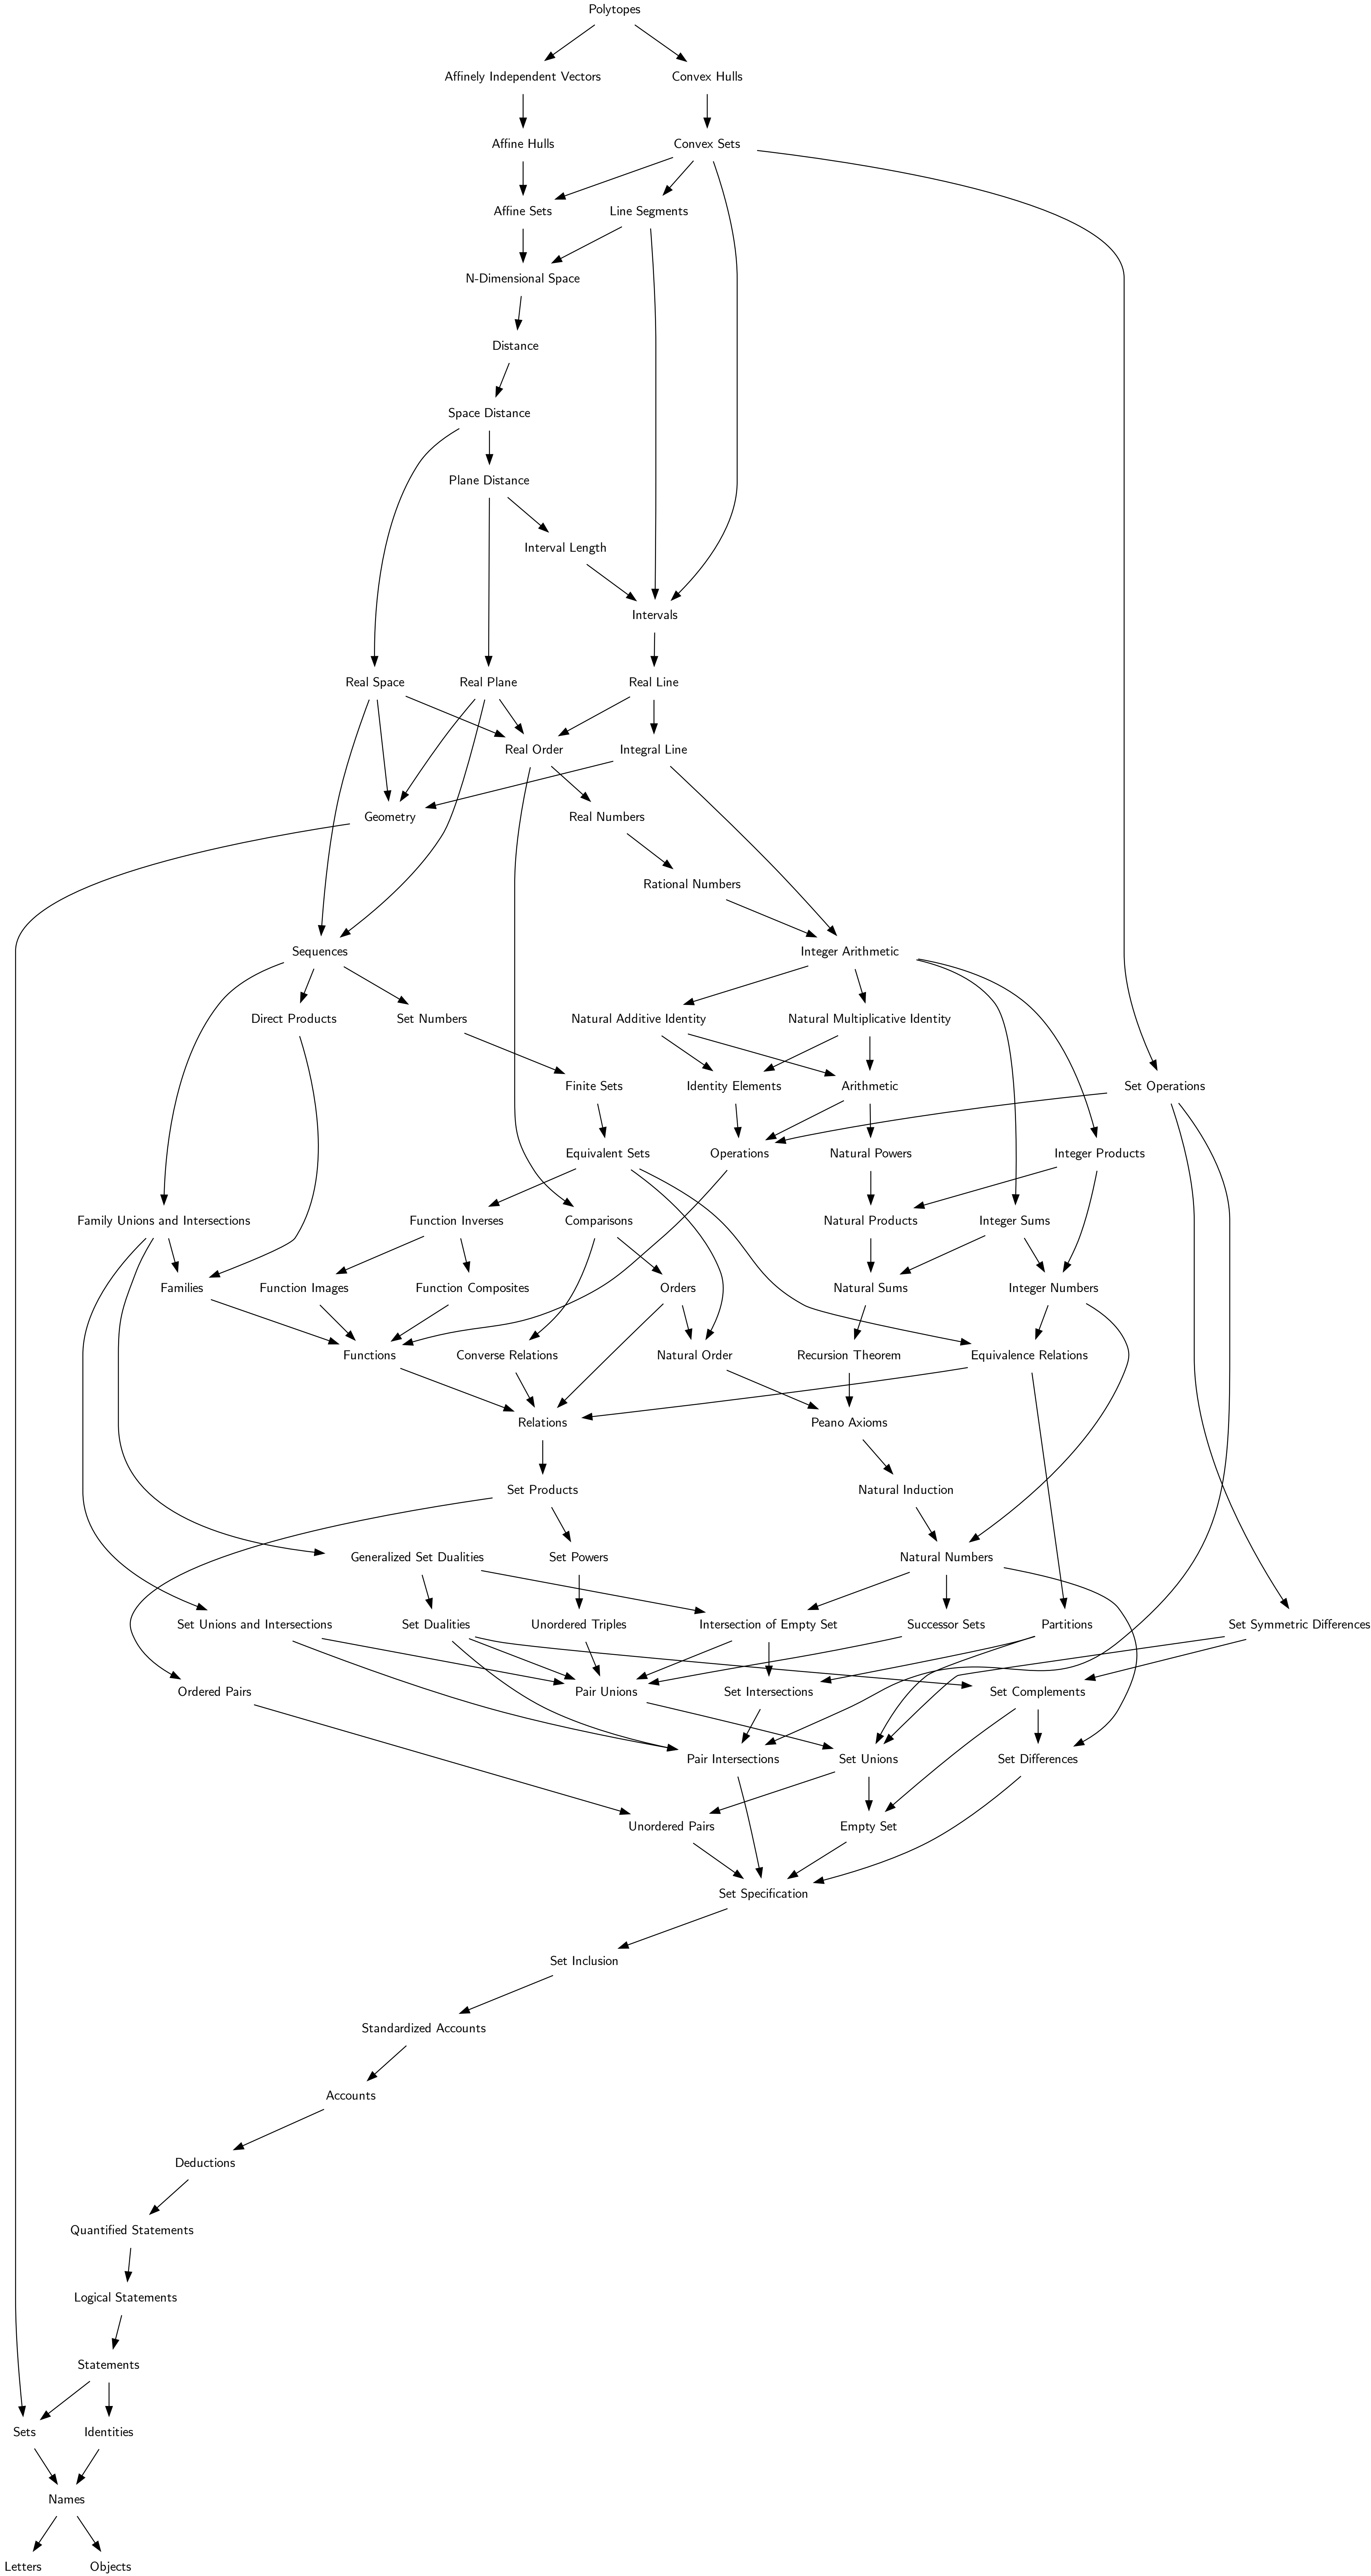 Polytopes
Affinely Independent Vectors
Convex Hulls
Affine Hulls
Convex Sets
Affine Sets
Line Segments
N-Dimensional Space
Distance
Space Distance
Plane Distance
Interval Length
Intervals
Real Space
Real Plane
Real Line
Real Order
Integral Line
Geometry
Real Numbers
Rational Numbers
Sequences
Integer Arithmetic
Direct Products
Set Numbers
Natural Additive Identity
Natural Multiplicative Identity
Finite Sets
Identity Elements
Arithmetic
Set Operations
Equivalent Sets
Operations
Natural Powers
Integer Products
Family Unions and Intersections
Function Inverses
Comparisons
Natural Products
Integer Sums
Families
Function Images
Function Composites
Orders
Natural Sums
Integer Numbers
Functions
Converse Relations
Natural Order
Recursion Theorem
Equivalence Relations
Relations
Peano Axioms
Set Products
Natural Induction
Generalized Set Dualities
Set Powers
Natural Numbers
Set Unions and Intersections
Set Dualities
Unordered Triples
Intersection of Empty Set
Successor Sets
Partitions
Set Symmetric Differences
Ordered Pairs
Pair Unions
Set Intersections
Set Complements
Pair Intersections
Set Unions
Set Differences
Unordered Pairs
Empty Set
Set Specification
Set Inclusion
Standardized Accounts
Accounts
Deductions
Quantified Statements
Logical Statements
Statements
Sets
Identities
Names
Letters
Objects